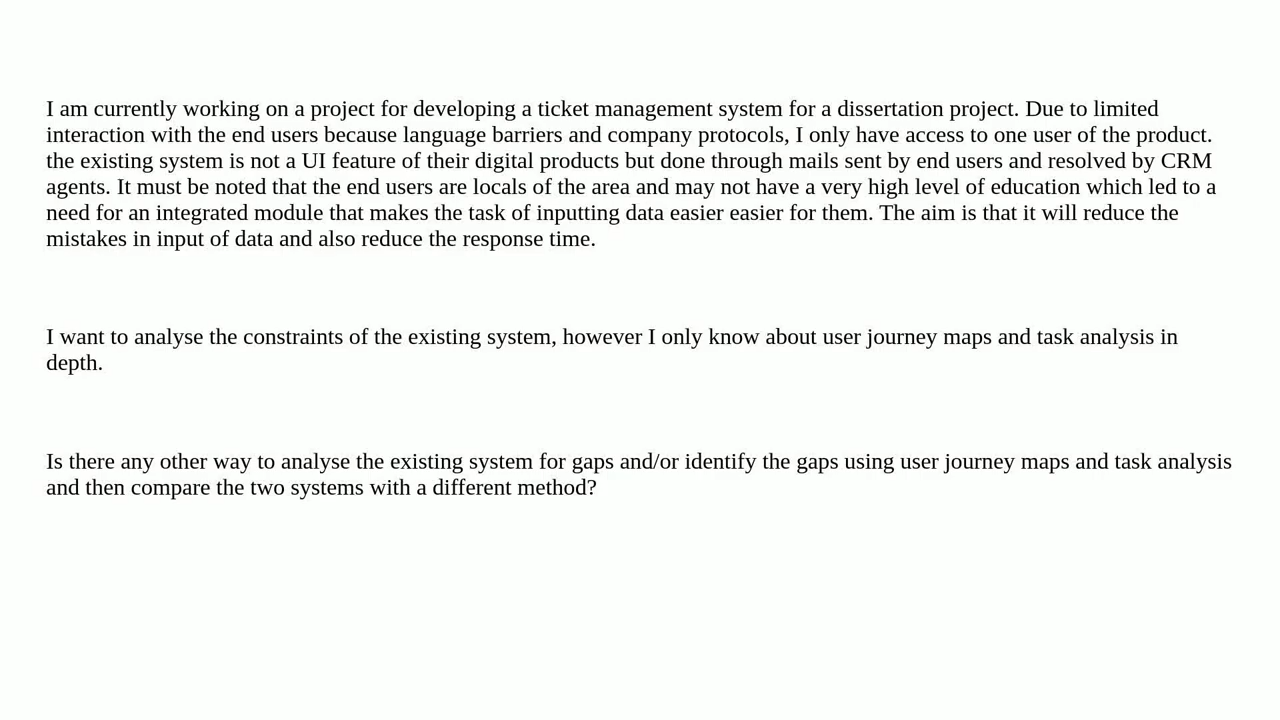 I am currently working on a project for developing a ticket management system for a dissertation project. Due to limited
interaction with the end users because language barriers and company protocols, I only have access to one user of the product.
the existing system is not a UI feature of their digital products but done through mails sent by end users and resolved by CRM
agents. It must be noted that the end users are locals of the area and may not have a very high level of education which led to a
need for an integrated module that makes the task of inputting data easier easier for them. The aim is that it will reduce the
mistakes in input of data and also reduce the response time.
I want to analyse the constraints of the existing system, however I only know about user journey maps and task analysis in
depth.
Is there any other way to analyse the existing system for gaps and/or identify the gaps using user journey maps and task analysis
and then compare the two systems with a different method?